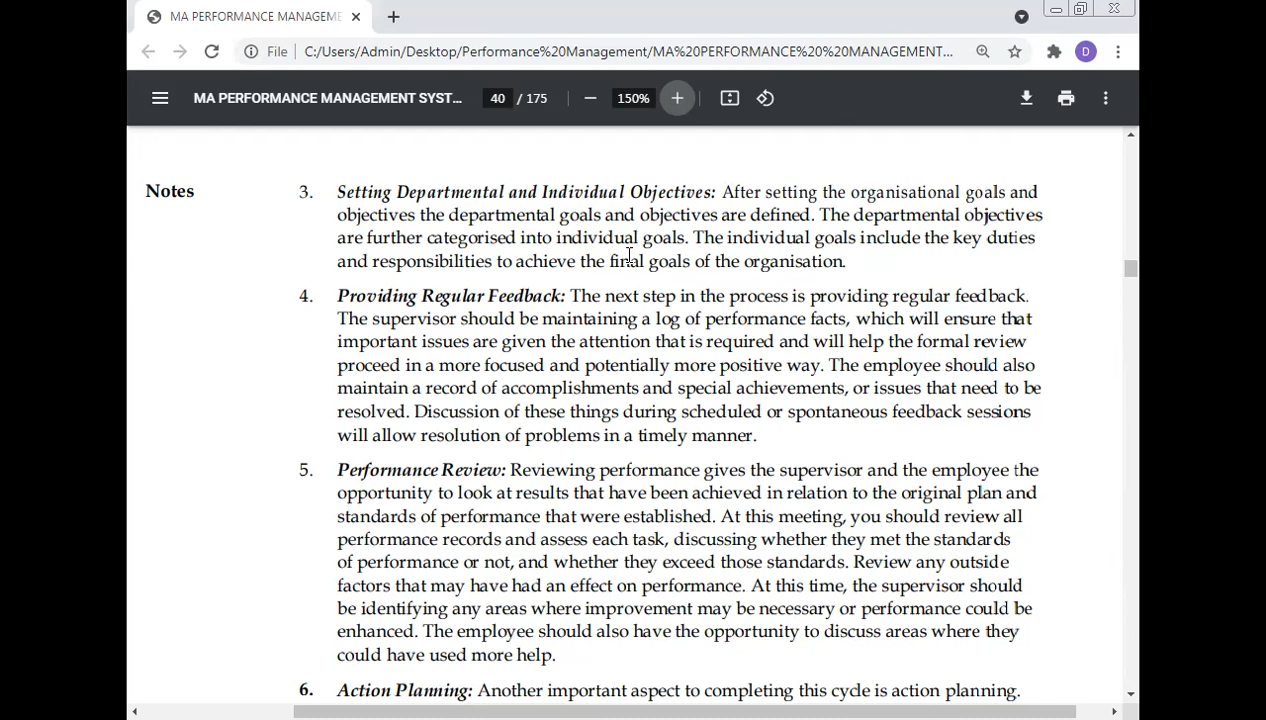 MA PERFORMANCE MANAGEME
File C:/Users/Admin/Desktop/Performance%20Management/MA%20PERFORMANCE%20%20MANAGEMENT... D
MA PERFORMANCE MANAGEMENT SYST... 40 / 175 150%
Notes
3. Setting Departmental and Individual Objectives: After setting the organisational goals and
objectives the departmental goals and objectives are defined. The departmental objectives
are further categorised into individual goals. The individual goals include the key duties
and responsibilities to achieve the final goals of the organisation.
4. Providing Regular Feedback: The next step in the process is providing regular feedback.
The supervisor should be maintaining a log of performance facts, which will ensure that
important issues are given the attention that is required and will help the formal review
proceed in a more focused and potentially more positive way. The employee should also
maintain a record of accomplishments and special achievements, or issues that need to be
resolved. Discussion of these things during scheduled or spontaneous feedback sessions
will allow resolution of problems in a timely manner.
5. Performance Review: Reviewing performance gives the supervisor and the employee the
opportunity to look at results that have been achieved in relation to the original plan and
standards of performance that were established. At this meeting, you should review all
performance records and assess each task, discussing whether they met the standards
of performance or not, and whether they exceed those standards. Review any outside
factors that may have had an effect on performance. At this time, the supervisor should
be identifying any areas where improvement may be necessary or performance could be
enhanced. The employee should also have the opportunity to discuss areas where they
could have used more help.
6. Action Planning: Another important aspect to completing this cycle is action planning.